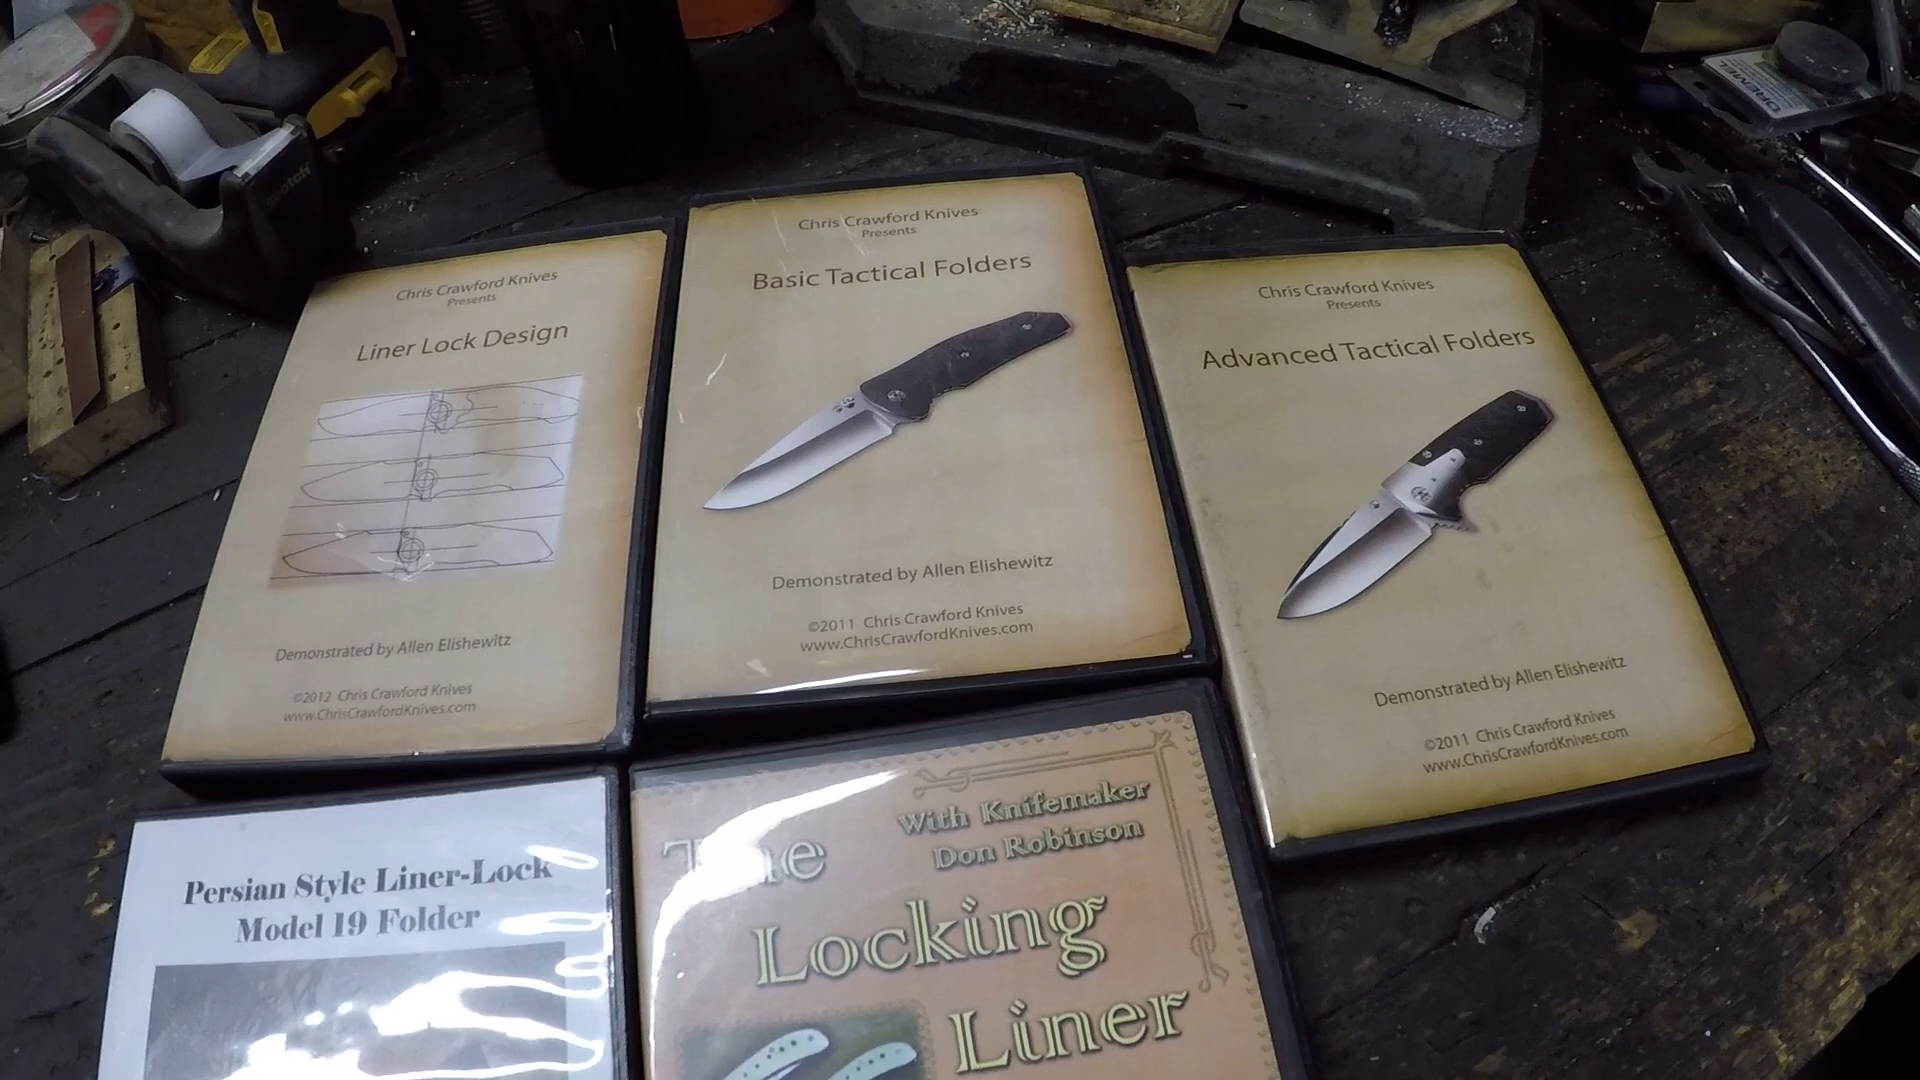 Scotch
DREMEL
Chris Crawford Knives
Presents
Liner Lock Design
Demonstrated by Allen Elishewitz
©2012 Chris Crawford Knives
www.ChrisCrawfordKnives.com
Chris Crawford Knives
Presents
Basic Tactical Folders
Demonstrated by Allen Elishewitz
©2011 Chris Crawford Knives
www.ChrisCrawfordKnives.com
Chris Crawford Knives
Presents
Advanced Tactical Folders
Demonstrated by Allen Elishewitz
©2011 Chris Crawford Knives
www.ChrisCrawfordKnives.com
Persian Style Liner-Lock
Model 19 Folder
With Knifemaker
Don Robinson
The
Locking
Liner